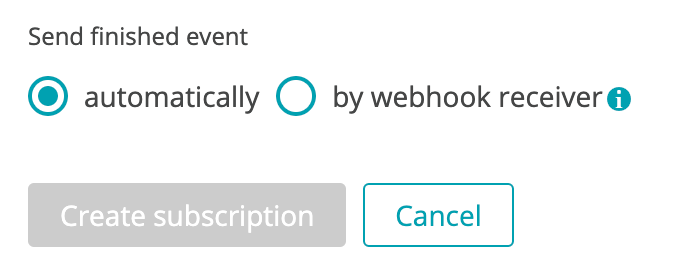 Send finished event
automatically by webhook receiver
Create subscription Cancel